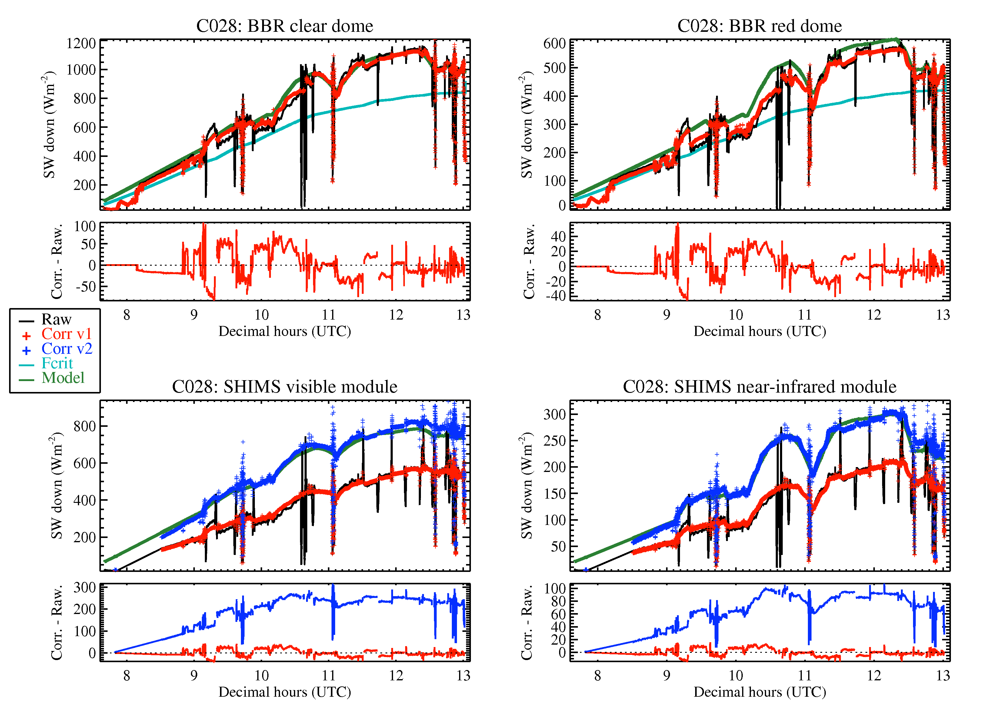 C028: BBR clear dome
1200
1000
800
600
400
200
SW down (Wm-2)
100
50
0
-50
Corr. - Raw.
8 9 10 11 12 13
Decimal hours (UTC)
C028: BBR red dome
600
500
400
300
200
100
0
SW down (Wm-2)
40
20
0
-20
-40
Corr. - Raw.
8 9 10 11 12 13
Decimal hours (UTC)
Raw
Corr v1
Corr v2
Fcrit
Model
C028: SHIMS visible module
800
600
400
200
SW down (Wm-2)
300
200
100
0
Corr. - Raw.
8 9 10 11 12 13
Decimal hours (UTC)
C028: SHIMS near-infrared module
300
250
200
150
100
50
SW down (Wm-2)
100
80
60
40
20
0
Corr. - Raw.
8 9 10 11 12 13
Decimal hours (UTC)